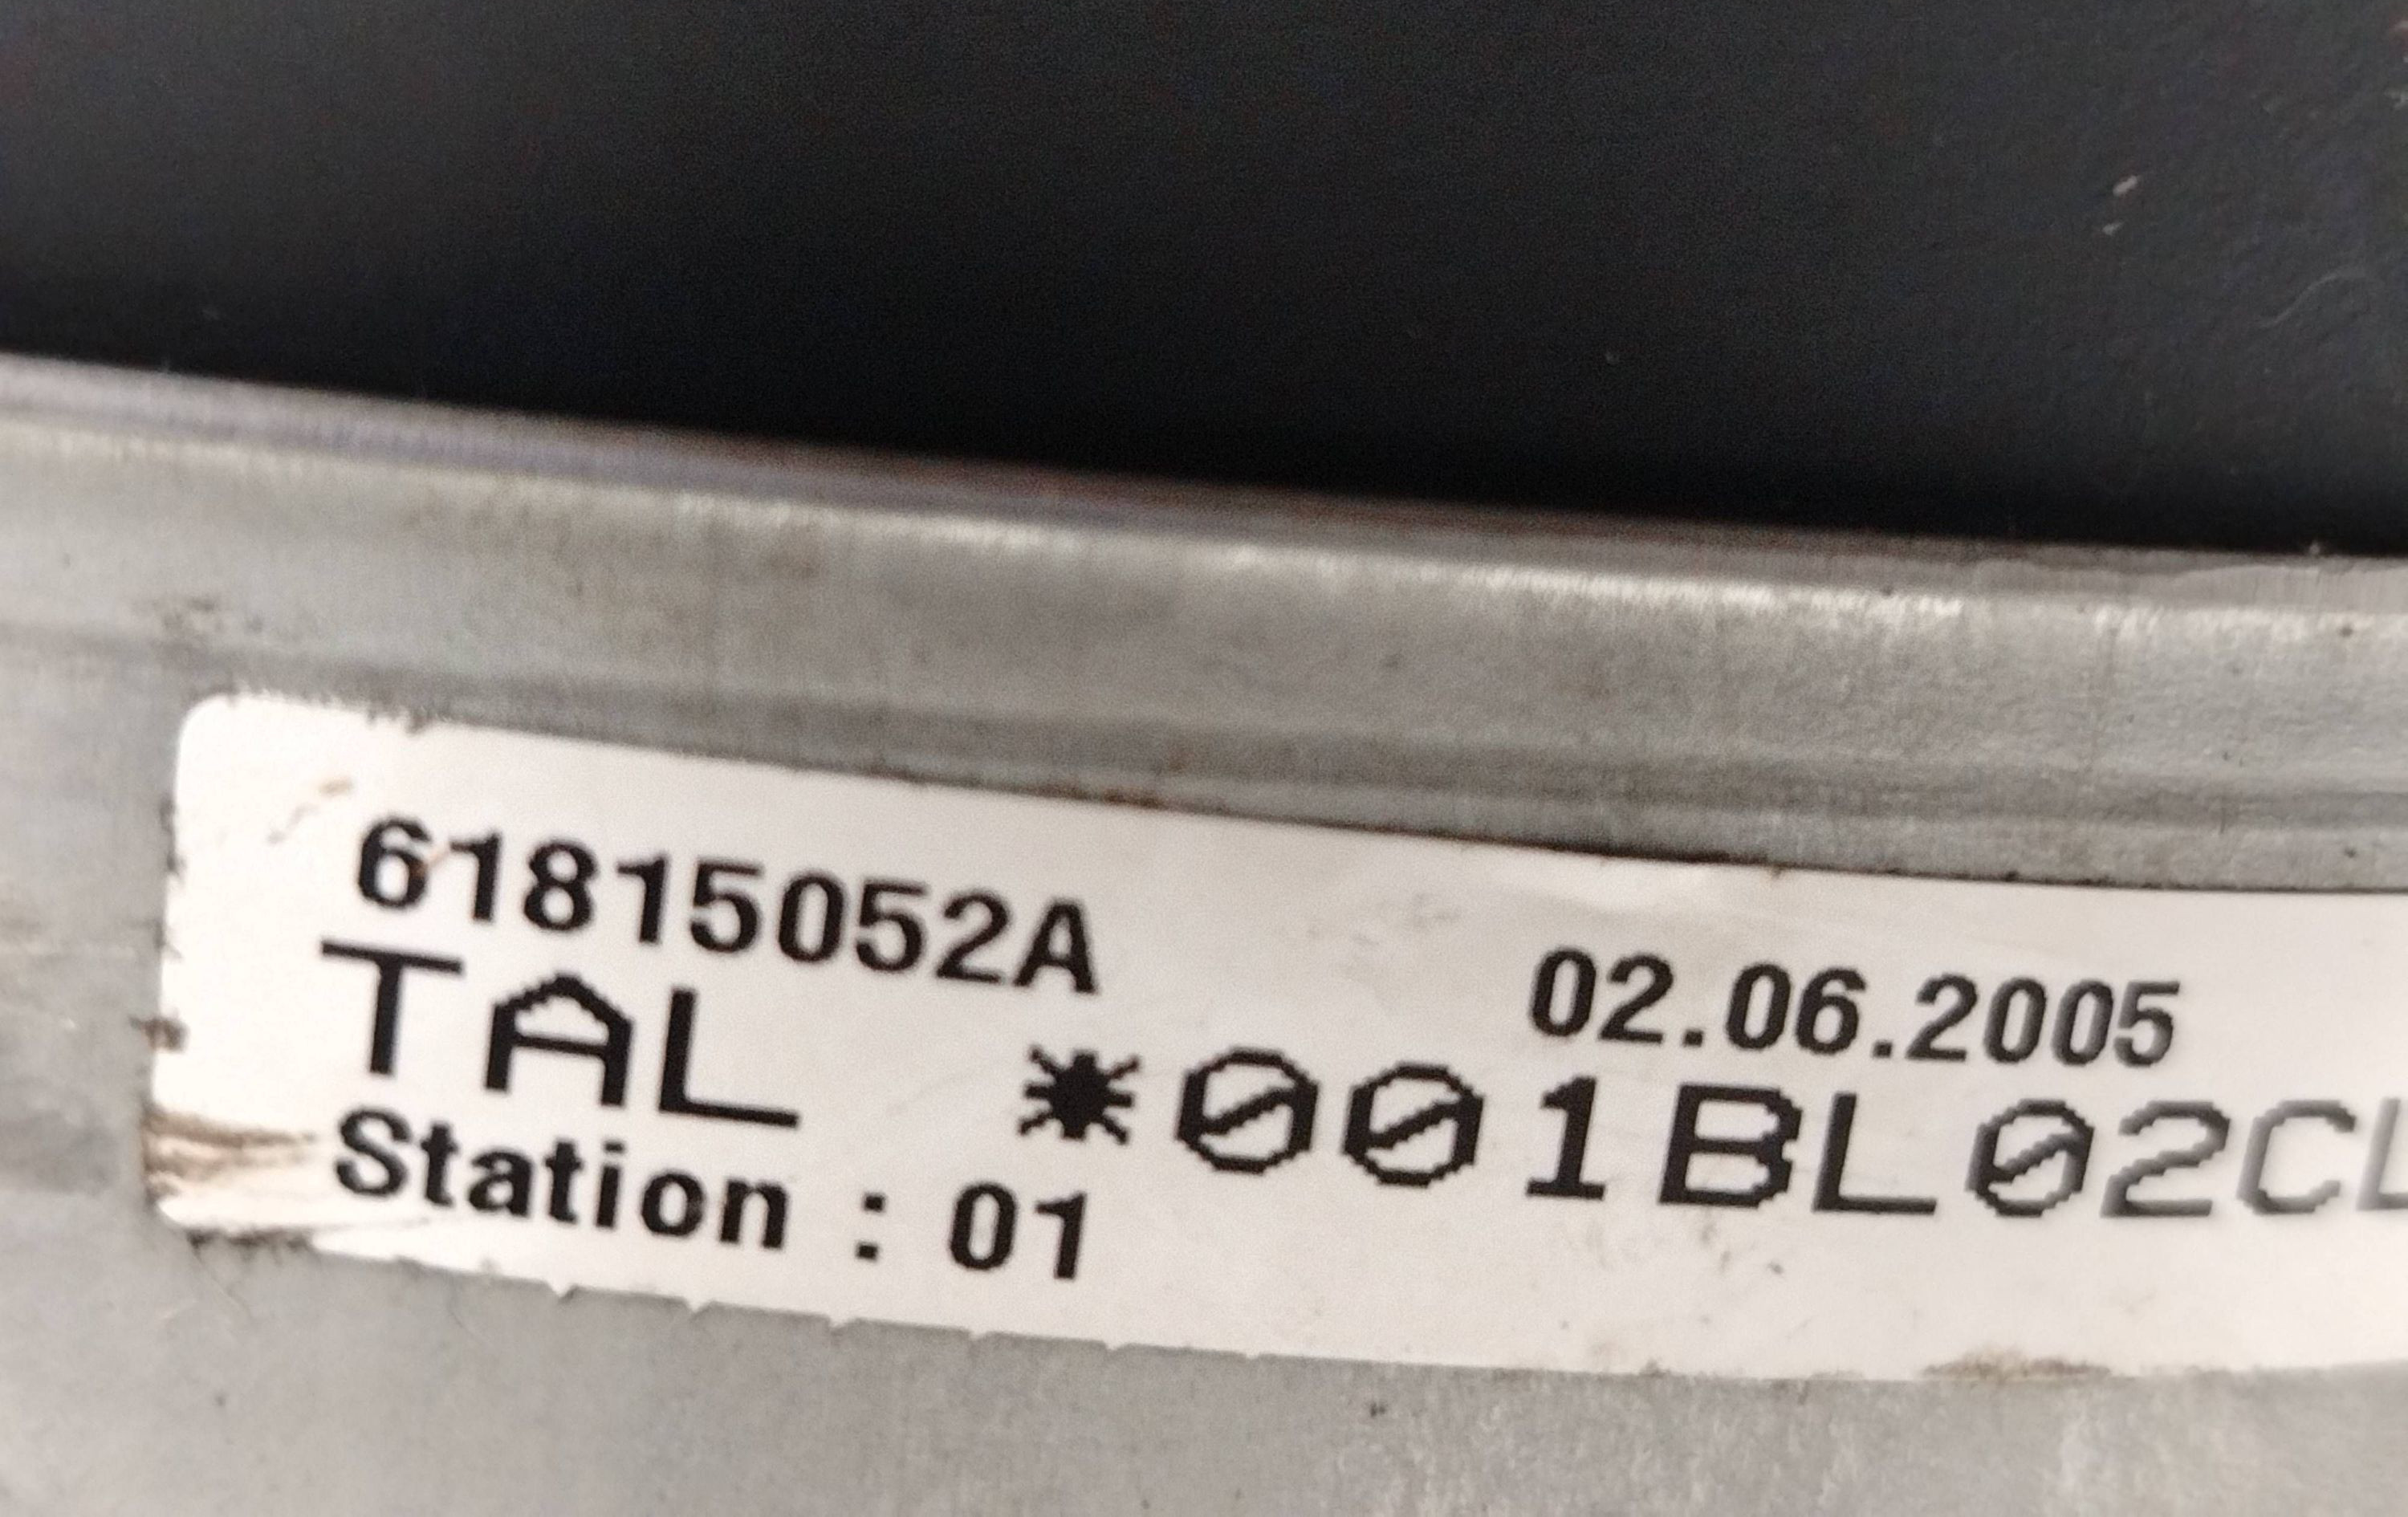 61815052A 02.06.2005
TAL *001BL02CL
Station : 01